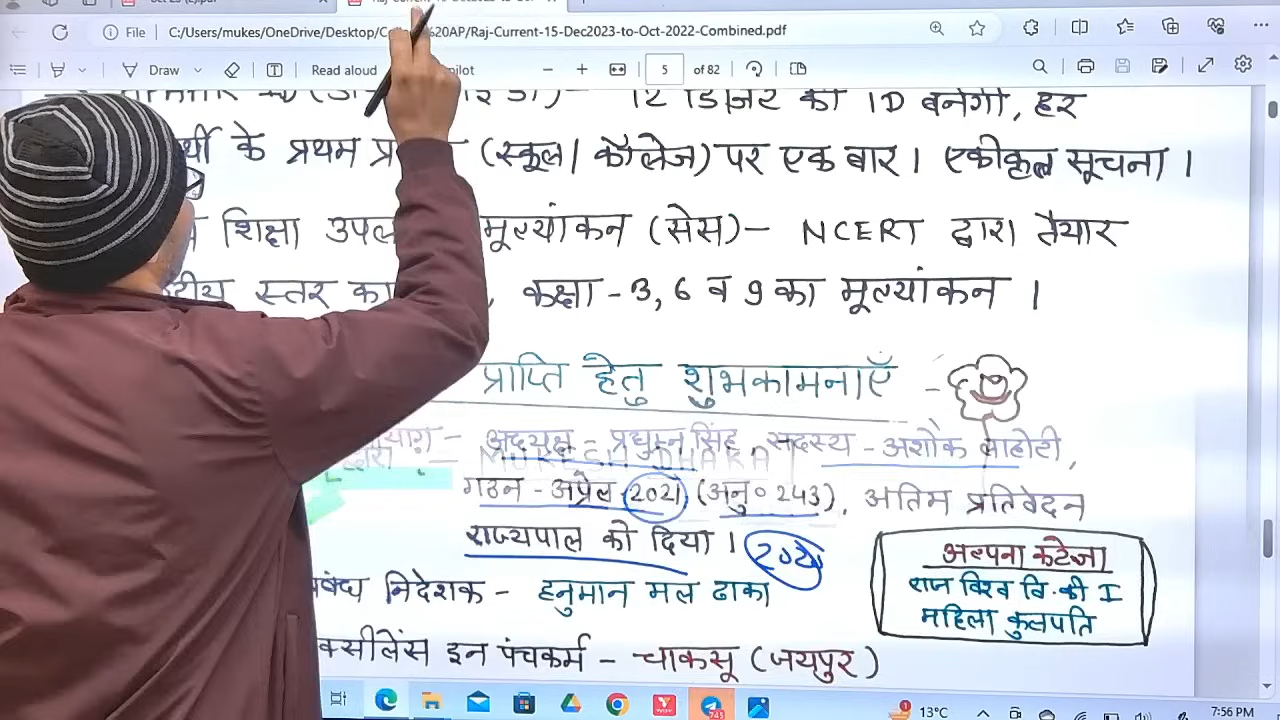 File C:/Users/mukes/OneDrive/Desktop/ %20AP/Raj-Current-15-Dec2023-to-Oct-2022-Combined.pdf
Draw Read aloud 5 of 82
12 डिजिट की ID बनेगी, हर
के प्रथम (स्कूल/कॉलेज) पर एक बार। एकीकृत सूचना।
शिक्षा मूल्यांकन (सेस) – NCERT द्वारा तैयार
स्तर का कक्षा - 3, 6 व 9 का मूल्यांकन।
प्राप्ति हेतु शुभकामनाएँ -
अध्यक्ष - प्रद्युम्न सिंह, सदस्य - अशोक लाहोटी,
गठन - अप्रेल 2021 (अनु० 243), अंतिम प्रतिवेदन
राज्यपाल को दिया।
अल्पना कटेजा
राज विश्व वि. की I
महिला कुलपति
निदेशक - हनुमान मल ढाका
इन पंचकर्म - चाकसू (जयपुर)
13°C 7:56 PM